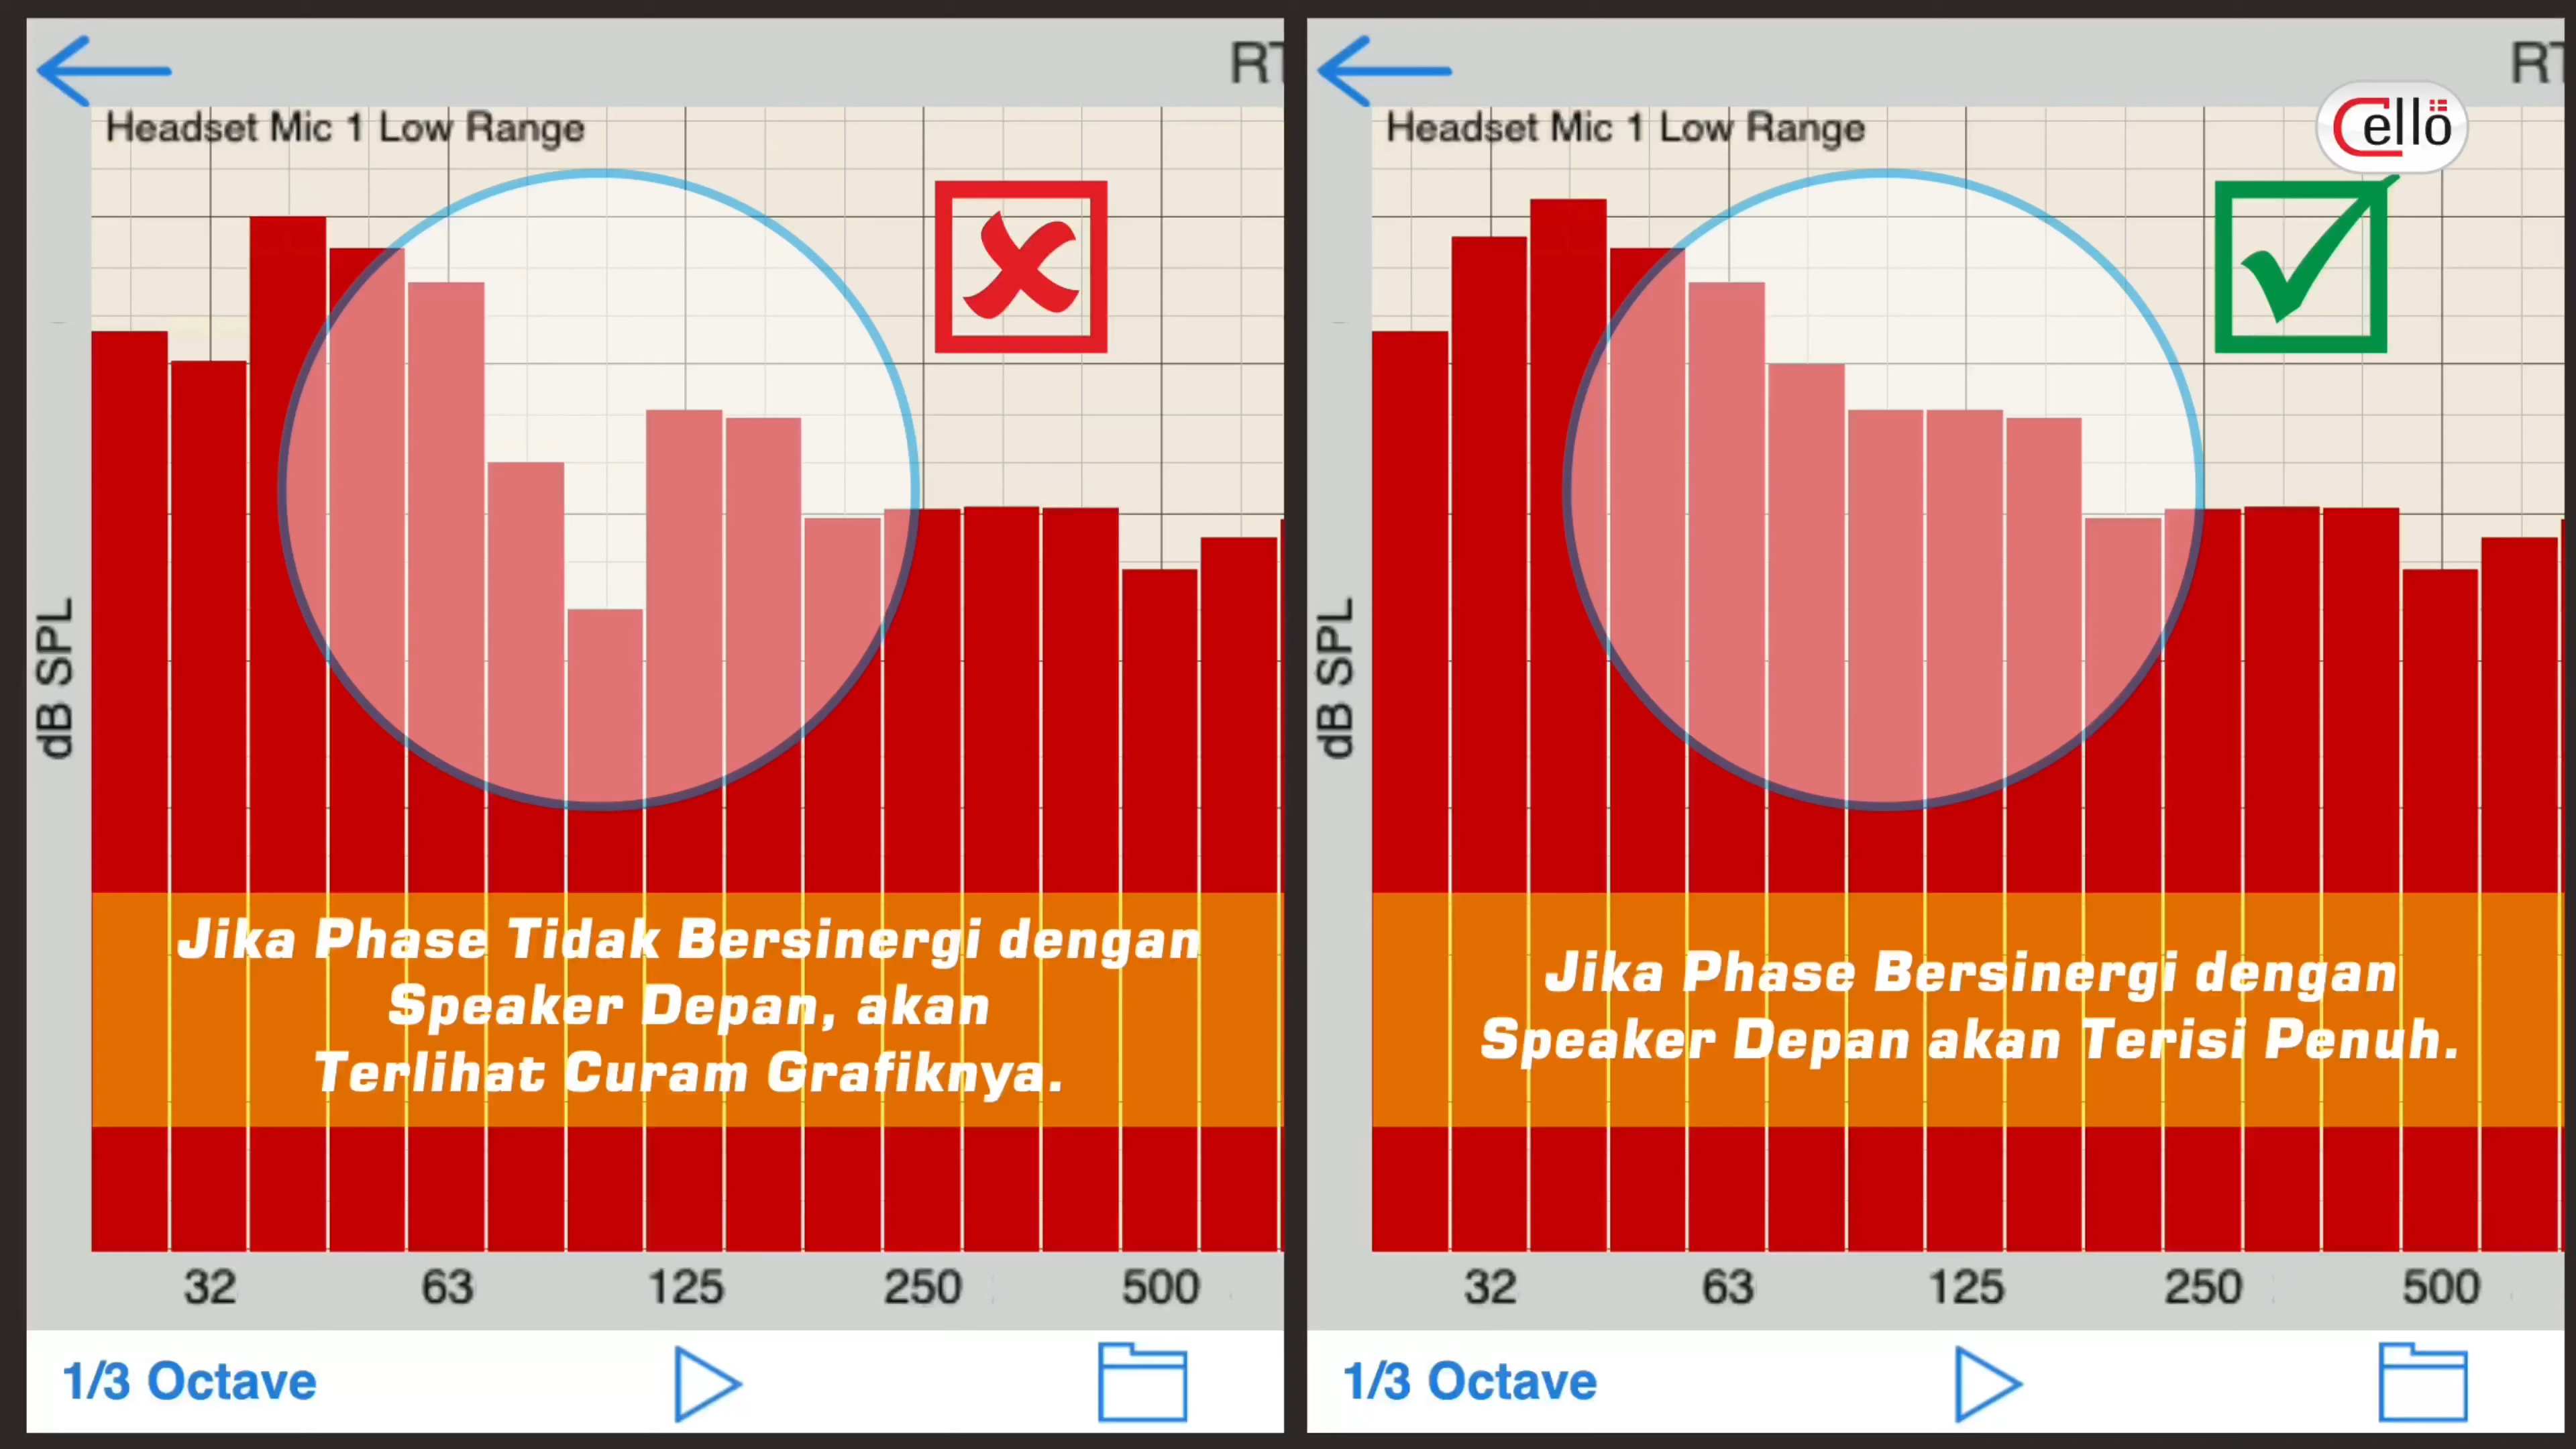 RT
Headset Mic 1 Low Range
dB SPL
Jika Phase Tidak Bersinergi dengan
Speaker Depan, akan
Terlihat Curam Grafiknya.
32 63 125 250 500
1/3 Octave
RT
Cellö
Headset Mic 1 Low Range
dB SPL
Jika Phase Bersinergi dengan
Speaker Depan akan Terisi Penuh.
32 63 125 250 500
1/3 Octave